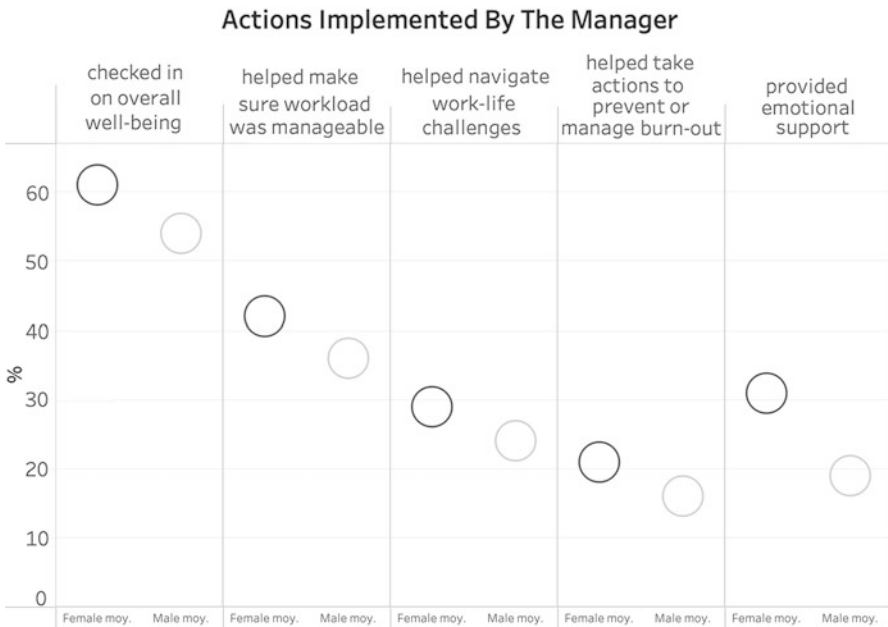 Actions Implemented By The Manager
checked in
on overall
well-being
helped make
sure workload
was manageable
helped navigate
work-life
challenges
helped take
actions to
prevent or
manage burn-out
provided
emotional
support
%
60
50
40
30
20
10
0
Female moy. Male moy. Female moy. Male moy. Female moy. Male moy. Female moy. Male moy. Female moy. Male moy.